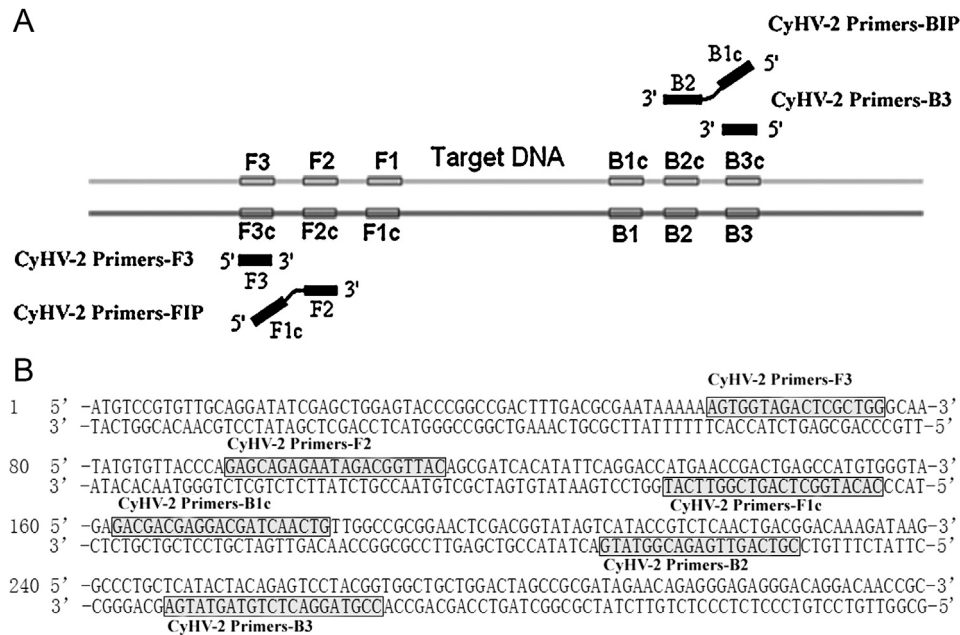 A
CyHV-2 Primers-BIP
B1c
5'
B2
3'
CyHV-2 Primers-B3
3' 5'
F3 F2 F1 Target DNA B1c B2c B3c
F3c F2c F1c B1 B2 B3
CyHV-2 Primers-F3 5' 3'
F3
CyHV-2 Primers-FIP 5' F1c F2 3'
B
CyHV-2 Primers-F3
1 5' -ATGTCCGTGTTGCAGGATATCGAGCTGGAGTACCCGGCCGACTTTGACGCGAATAAAAAAGTGGTAGACTCGCTGGGCAA-3'
3' -TACTGGCACAACGTCCTATAGCTCGACCTCATGGGCCGGCTGAAACTGCGCTTATTTTTTCACCATCTGAGCGACCCGTT-5'
CyHV-2 Primers-F2
80 5' -TATGTGTTACCCAGAGCAGAGAATAGACGGTTACAGCGATCACATATTCAGGACCATGAACCGACTGAGCCATGTGGGTA-3'
3' -ATACACAATGGGTCTCGTCTCTTATCTGCCAATGTCGCTAGTGTATAAGTCCTGGTACTTGGCTGACTCGGTACACCCAT-5'
CyHV-2 Primers-B1c CyHV-2 Primers-F1c
160 5' -GAGACGACGAGGACGATCAACTGTTGGCCGCGGAACTCGACGGTATAGTCATACCGTCTCAACTGACGGACAAAGATAAG-3'
3' -CTCTGCTGCTCCTGCTAGTTGACAACCGGCGCCTTGAGCTGCCATATCAGTATGGCAGAGTTGACTGCCTGTTTCTATTC-5'
CyHV-2 Primers-B2
240 5' -GCCCTGCTCATACTACAGAGTCCTACGGTGGCTGCTGGACTAGCCGCGATAGAACAGAGGGAGAGGGACAGGACAACCGC-3'
3' -CGGGACGAGTATGATGTCTCAGGATGCCACCGACGACCTGATCGGCGCTATCTTGTCTCCCTCTCCCTGTCCTGTTGGCG-5'
CyHV-2 Primers-B3